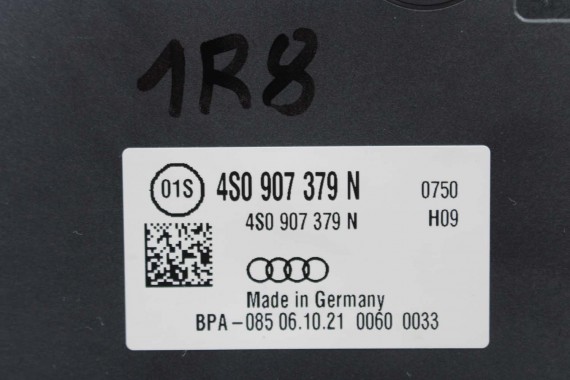 1R8
01S 4S0 907 379 N 0750
4S0 907 379 N H09
Made in Germany
BPA-085 06.10.21 0060 0033